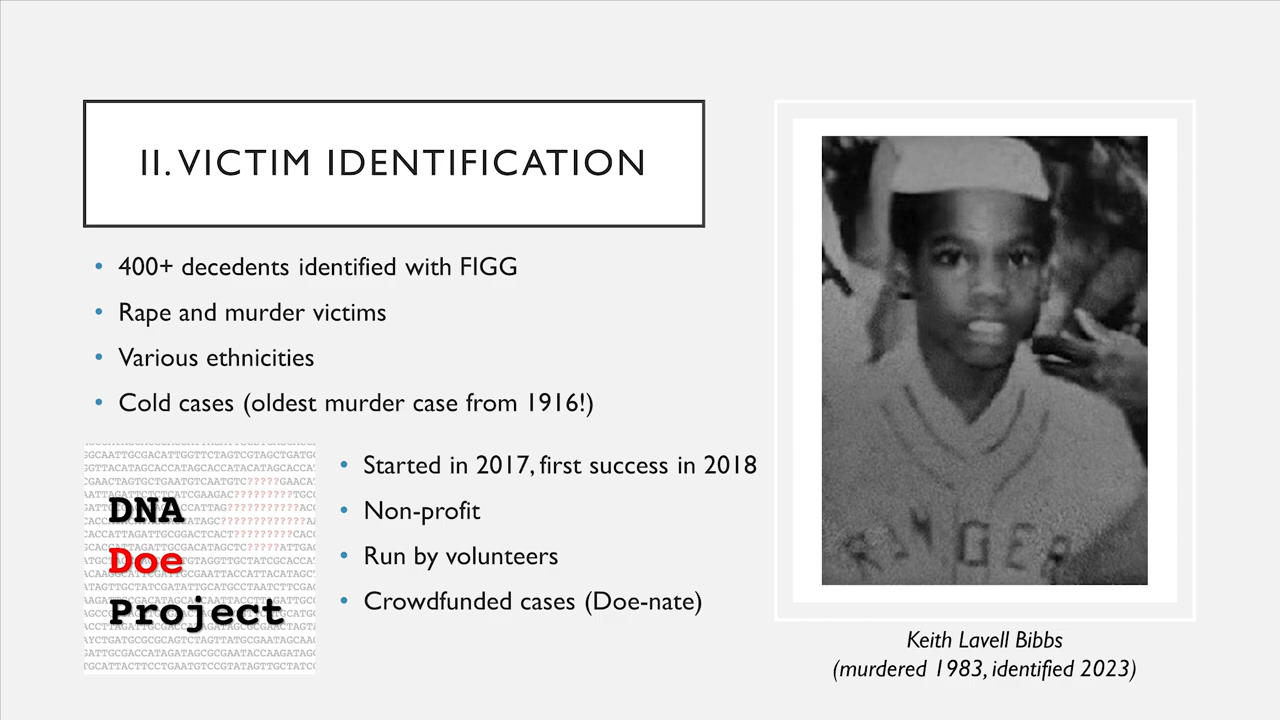 II. VICTIM IDENTIFICATION
• 400+ decedents identified with FIGG
• Rape and murder victims
• Various ethnicities
• Cold cases (oldest murder case from 1916!)
DNA
Doe
Project
• Started in 2017, first success in 2018
• Non-profit
• Run by volunteers
• Crowdfunded cases (Doe-nate)
Keith Lavell Bibbs
(murdered 1983, identified 2023)